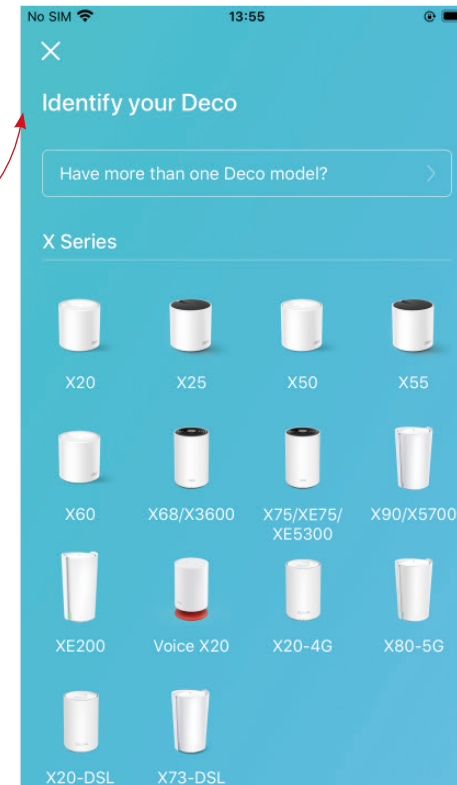 No SIM 13:55
Identify your Deco
Have more than one Deco model?
X Series
X20 X25 X50 X55
X60 X68/X3600 X75/XE75/ X90/X5700
XE5300
XE200 Voice X20 X20-4G X80-5G
X20-DSL X73-DSL